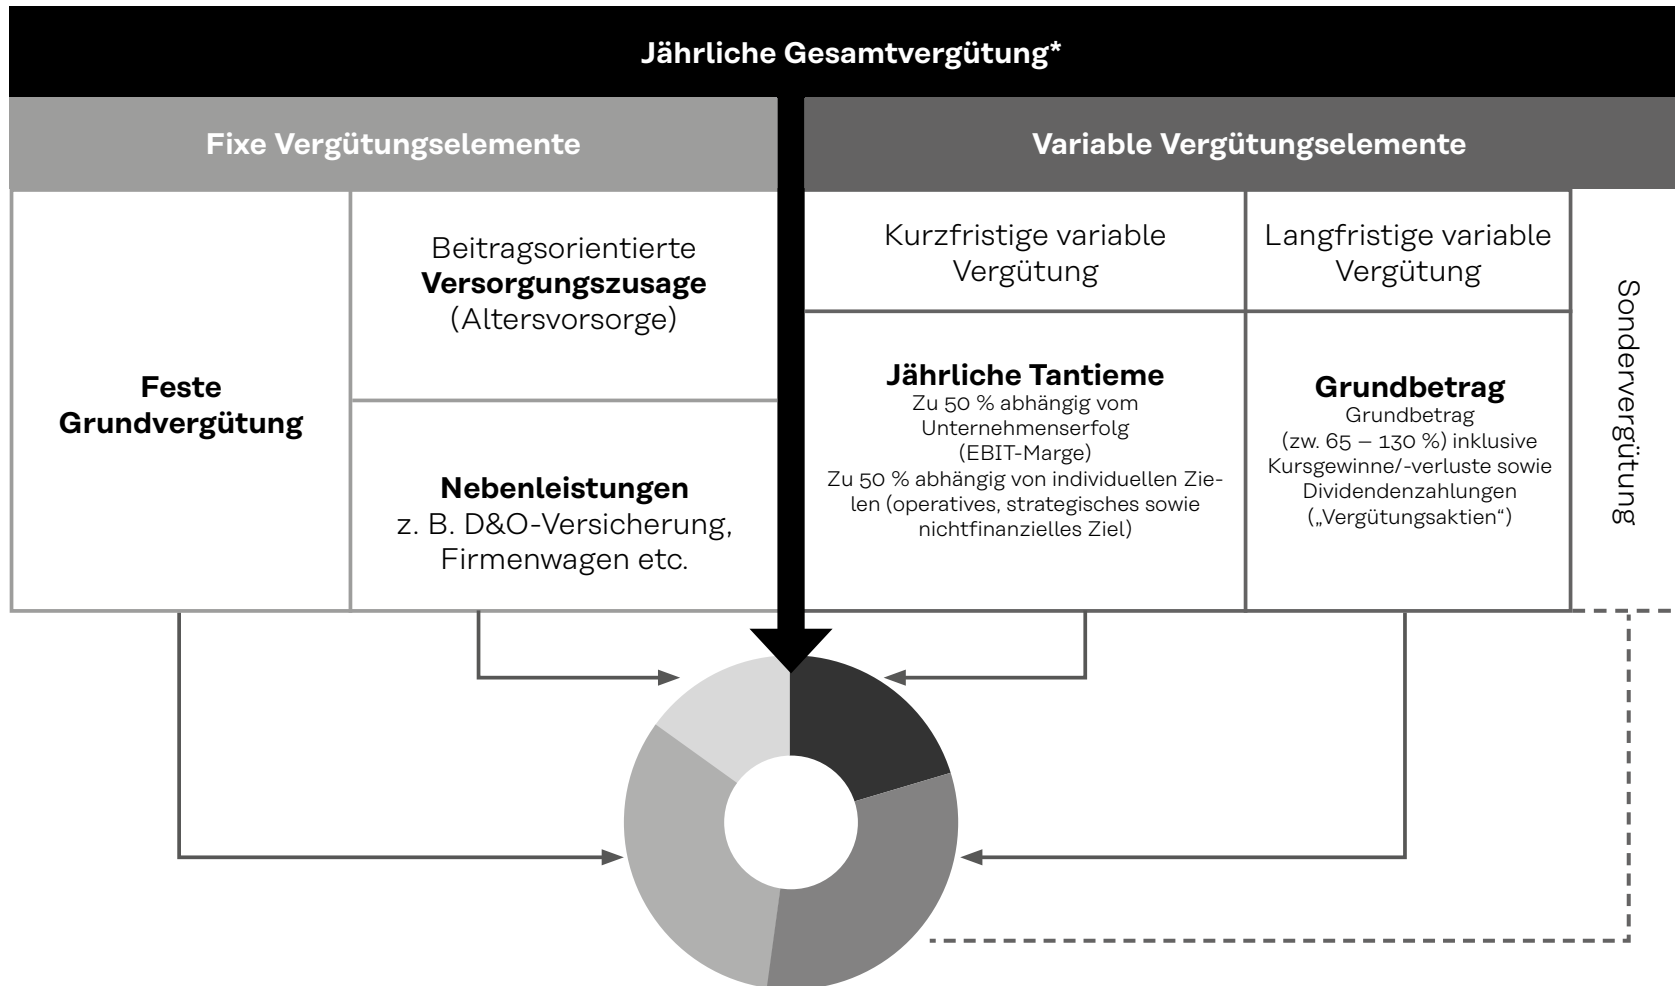 Jährliche Gesamtvergütung*
Fixe Vergütungselemente
Variable Vergütungselemente
Feste
Grundvergütung
Beitragsorientierte
Versorgungszusage
(Altersvorsorge)
Nebenleistungen
z. B. D&O-Versicherung,
Firmenwagen etc.
Kurzfristige variable
Vergütung
Jährliche Tantieme
Zu 50 % abhängig vom
Unternehmenserfolg
(EBIT-Marge)
Zu 50 % abhängig von individuellen Zie-
len (operatives, strategisches sowie
nichtfinanzielles Ziel)
Langfristige variable
Vergütung
Grundbetrag
Grundbetrag
(zw. 65 – 130 %) inklusive
Kursgewinne/-verluste sowie
Dividendenzahlungen
(„Vergütungsaktien“)
Sondervergütung